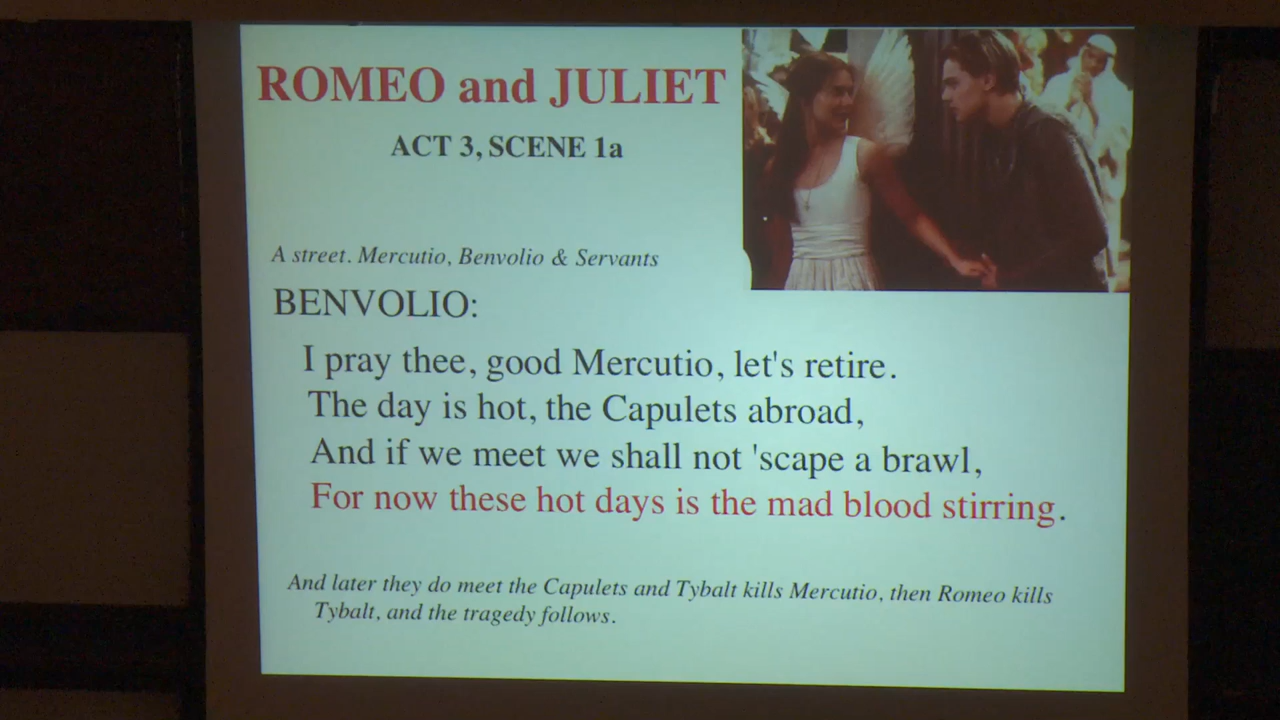 ROMEO and JULIET
ACT 3, SCENE 1a
A street. Mercutio, Benvolio & Servants
BENVOLIO:
I pray thee, good Mercutio, let's retire.
The day is hot, the Capulets abroad,
And if we meet we shall not 'scape a brawl,
For now these hot days is the mad blood stirring.
And later they do meet the Capulets and Tybalt kills Mercutio, then Romeo kills
Tybalt, and the tragedy follows.